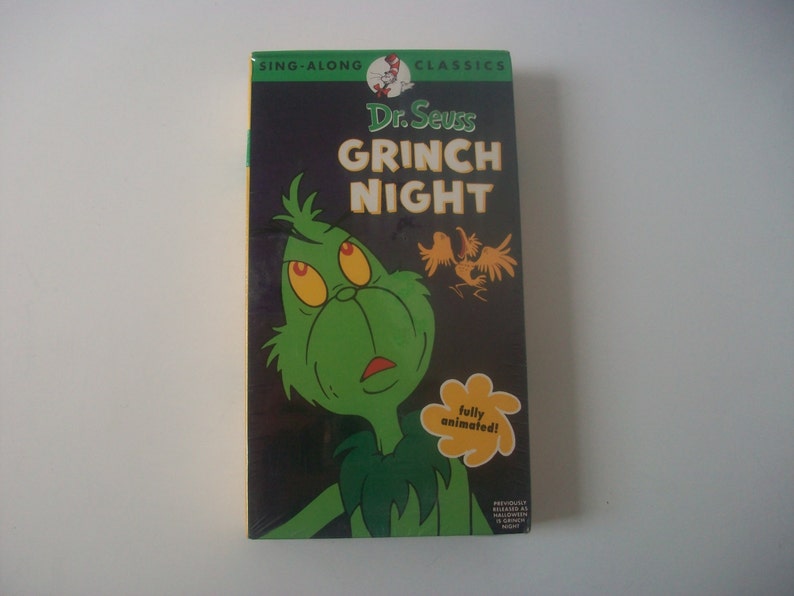 SING-ALONG CLASSICS
Dr. Seuss
GRINCH
NIGHT
fully
animated!
PREVIOUSLY
RELEASED AS
HALLOWEEN
IS GRINCH
NIGHT